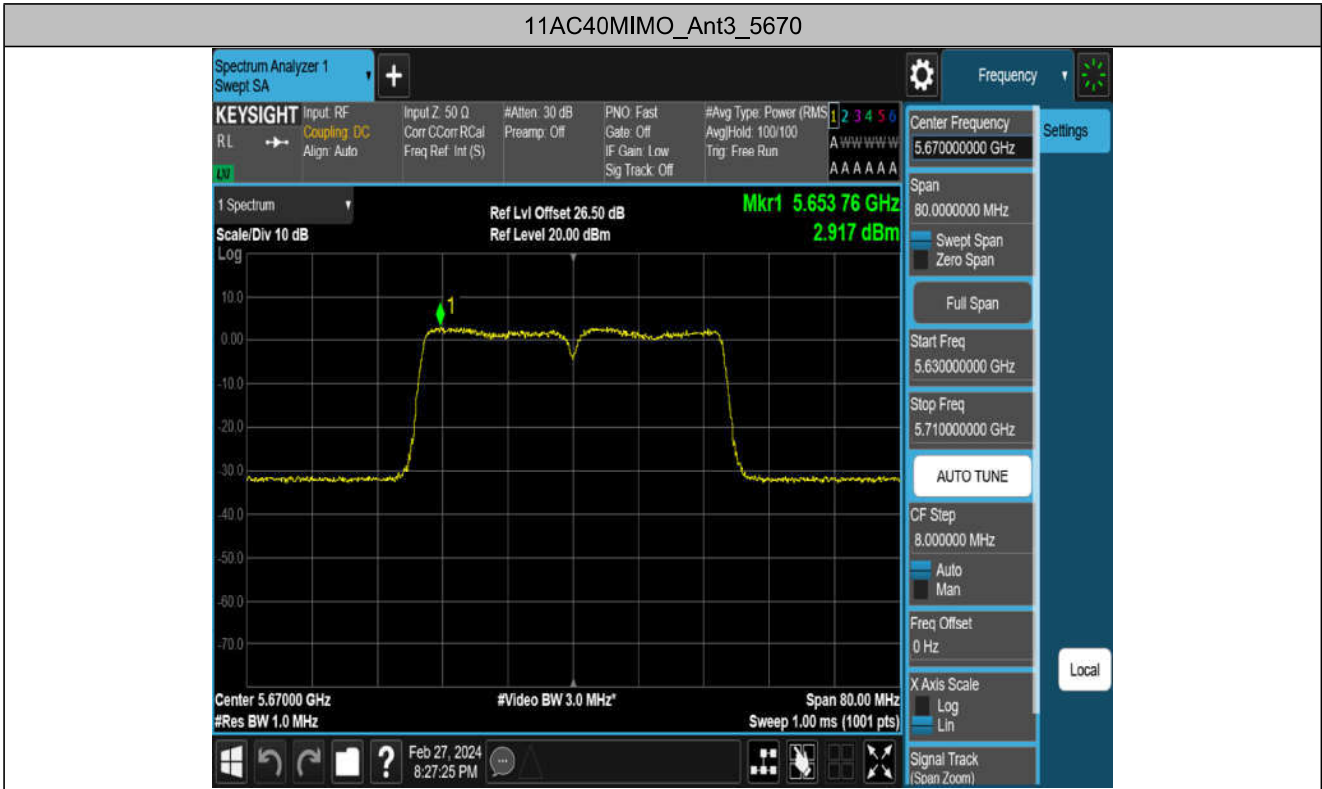 11AC40MIMO_Ant3_5670
Spectrum Analyzer 1
Swept SA
+
Frequency
KEYSIGHT
RL
LXI
Input: RF
Coupling: DC
Align: Auto
Input Z: 50 Ω
Corr CCorr RCal
Freq Ref: Int (S)
#Atten: 30 dB
Preamp: Off
PNO: Fast
Gate: Off
IF Gain: Low
Sig Track: Off
#Avg Type: Power (RMS
Avg|Hold: 100/100
Trig: Free Run
1 2 3 4 5 6
A W W W W W
A A A A A A
Center Frequency
5.670000000 GHz
Settings
Span
80.0000000 MHz
Swept Span
Zero Span
Full Span
Start Freq
5.630000000 GHz
Stop Freq
5.710000000 GHz
AUTO TUNE
CF Step
8.000000 MHz
Auto
Man
Freq Offset
0 Hz
X Axis Scale
Log
Lin
Signal Track
(Span Zoom)
Local
1 Spectrum
Scale/Div 10 dB
Log
Ref Lvl Offset 26.50 dB
Ref Level 20.00 dBm
Mkr1 5.653 76 GHz
2.917 dBm
1
10.0
0.00
-10.0
-20.0
-30.0
-40.0
-50.0
-60.0
-70.0
Center 5.67000 GHz
#Res BW 1.0 MHz
#Video BW 3.0 MHz*
Span 80.00 MHz
Sweep 1.00 ms (1001 pts)
?
Feb 27, 2024
8:27:25 PM